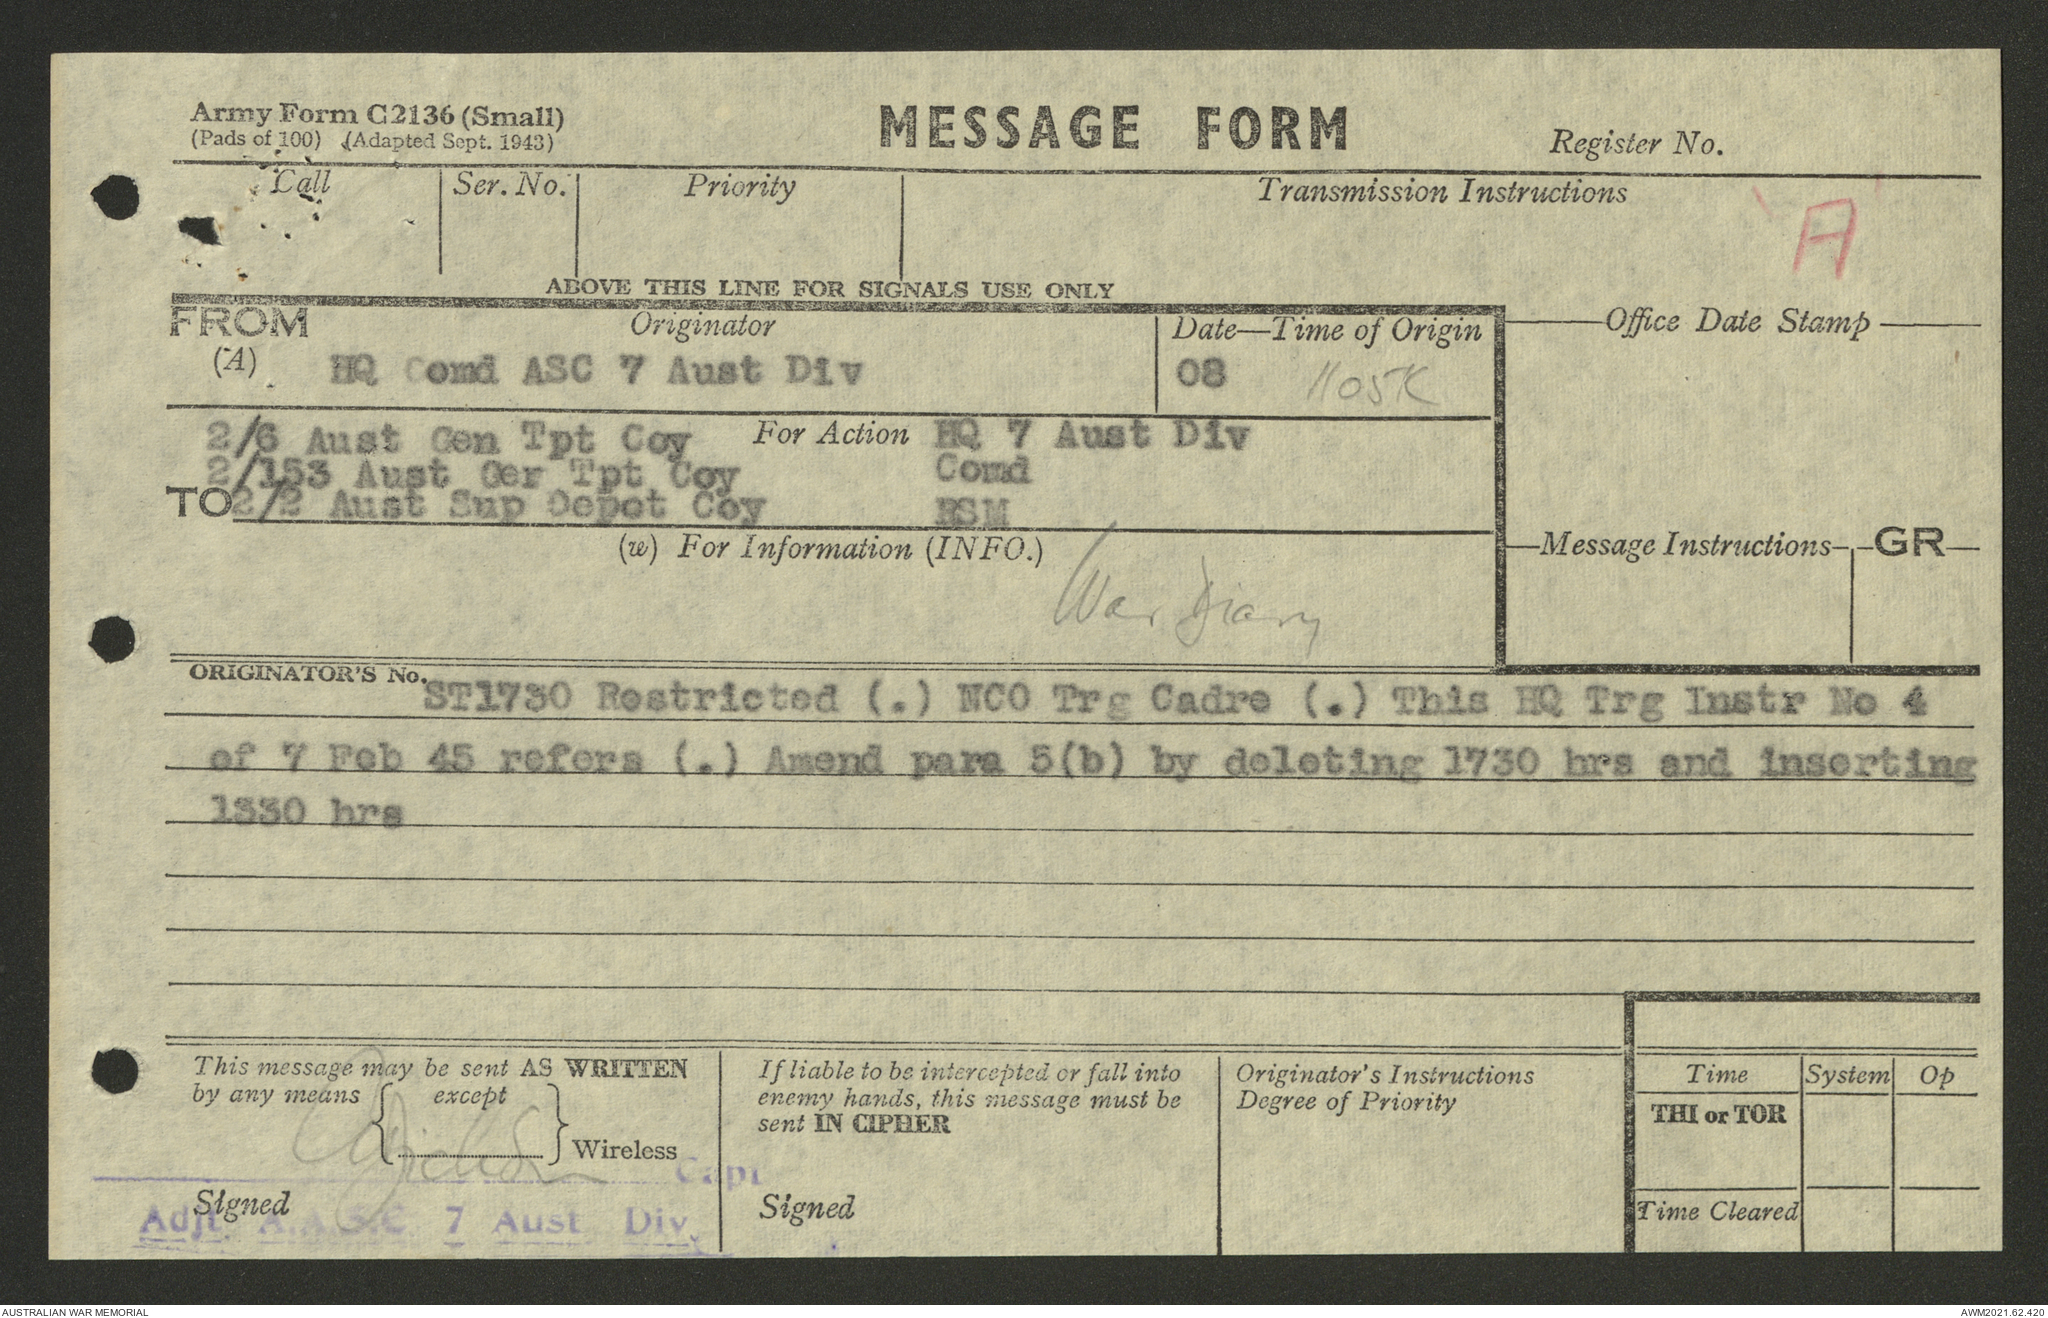 Army Form C2136 (Small)
(Pads of 100) (Adapted Sept. 1943)
MESSAGE FORM
Register No.
Call
Ser. No.
Priority
Transmission Instructions
"A"
ABOVE THIS LINE FOR SIGNALS USE ONLY
FROM
(A)
Originator
Date—Time of Origin
Office Date Stamp
HQ Comd ASC 7 Aust Div
08 1105K
2/6 Aust Gen Tpt Coy
For Action
HQ 7 Aust Div
2/153 Aust Ger Tpt Coy
Comd
TO
2/2 Aust Sup Depot Coy
RSM
(w) For Information (INFO.)
Message Instructions
GR
War Diary
ORIGINATOR'S No.
ST1730 Restricted (.) NCO Trg Cadre (.) This HQ Trg Instr No 4
of 7 Feb 45 refers (.) Amend para 5(b) by deleting 1730 hrs and inserting
1330 hrs
This message may be sent AS WRITTEN
by any means { except
} Wireless
Capt
Signed
Adjt A.A.S.C. 7 Aust Div.
If liable to be intercepted or fall into
enemy hands, this message must be
sent IN CIPHER
Signed
Originator's Instructions
Degree of Priority
Time
System
Op
THI or TOR
Time Cleared
AUSTRALIAN WAR MEMORIAL
AWM2021.62.420